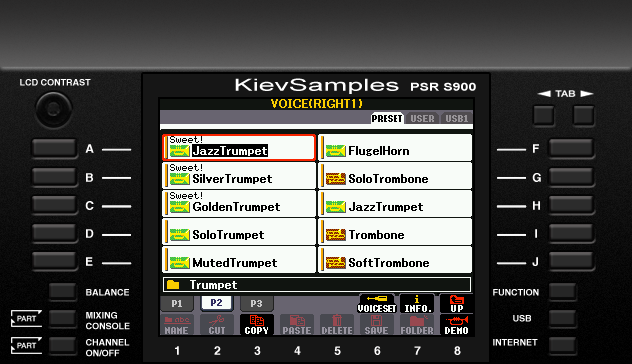 LCD CONTRAST
KievSamples PSR S900
TAB
VOICE(RIGHT1)
PRESET USER USB1
A Sweet! JazzTrumpet FlugelHorn F
B Sweet! SilverTrumpet SoloTrombone G
C Sweet! GoldenTrumpet JazzTrumpet H
D SoloTrumpet Trombone I
E MutedTrumpet SoftTrombone J
Trumpet
BALANCE P1 P2 P3 VOICESET INFO. UP FUNCTION
PART MIXING CONSOLE NAME CUT COPY PASTE DELETE SAVE FOLDER DEMO USB
PART CHANNEL ON/OFF 1 2 3 4 5 6 7 8 INTERNET